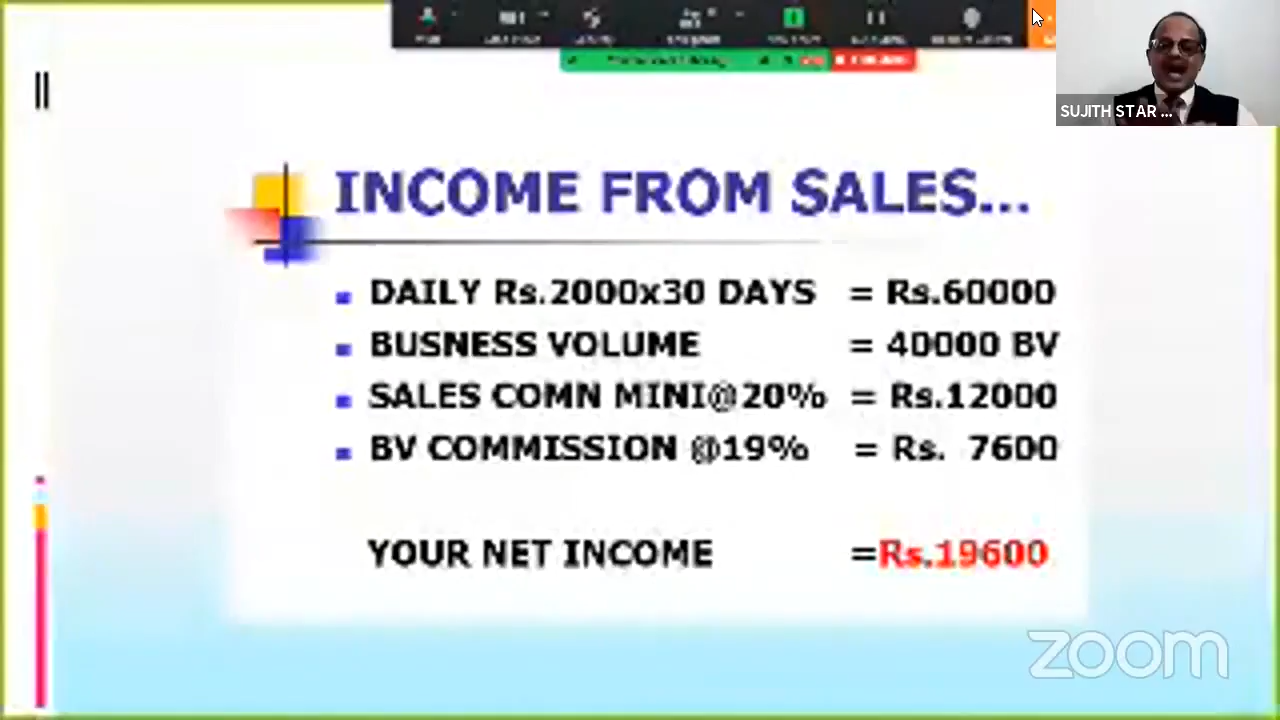 SUJITH STAR ...
INCOME FROM SALES...
DAILY Rs.2000x30 DAYS = Rs.60000
BUSNESS VOLUME = 40000 BV
SALES COMN MINI@20% = Rs.12000
BV COMMISSION @19% = Rs. 7600
YOUR NET INCOME =Rs.19600
zoom